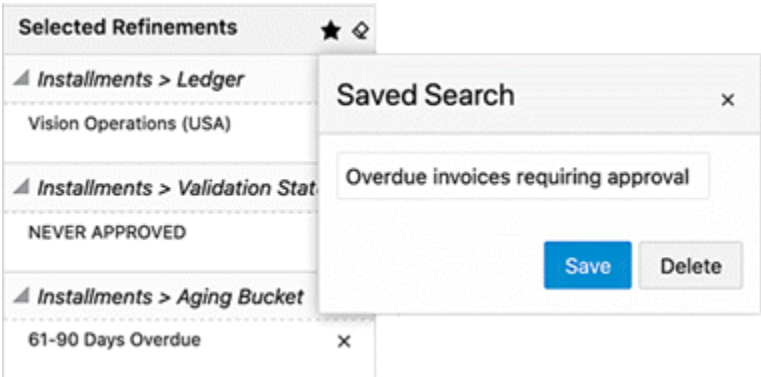 Selected Refinements
Installments > Ledger
Vision Operations (USA)
Installments > Validation Stat
NEVER APPROVED
Installments > Aging Bucket
61-90 Days Overdue
Saved Search
Overdue invoices requiring approval
Save
Delete